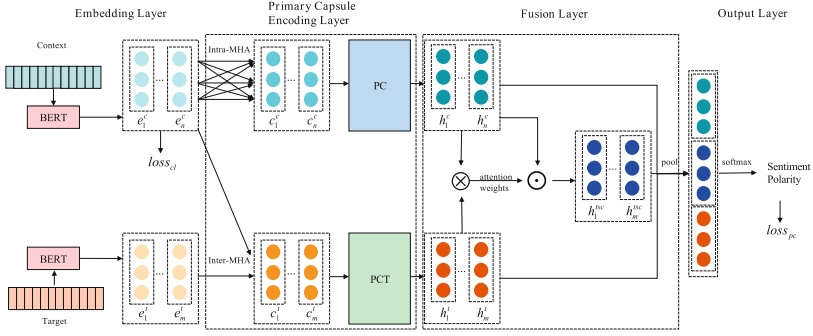 Embedding Layer
Primary Capsule
Encoding Layer
Fusion Layer
Output Layer
Context
BERT
e_1^c
...
e_n^c
loss_cl
Intra-MHA
c_1^c
...
c_n^c
PC
h_1^c
...
h_n^c
attention
weights
h_1^tsc
...
h_m^tsc
pool
softmax
Sentiment
Polarity
loss_pc
BERT
Target
e_1^t
...
e_m^t
Inter-MHA
c_1^t
...
c_m^t
PCT
h_1^t
...
h_m^t